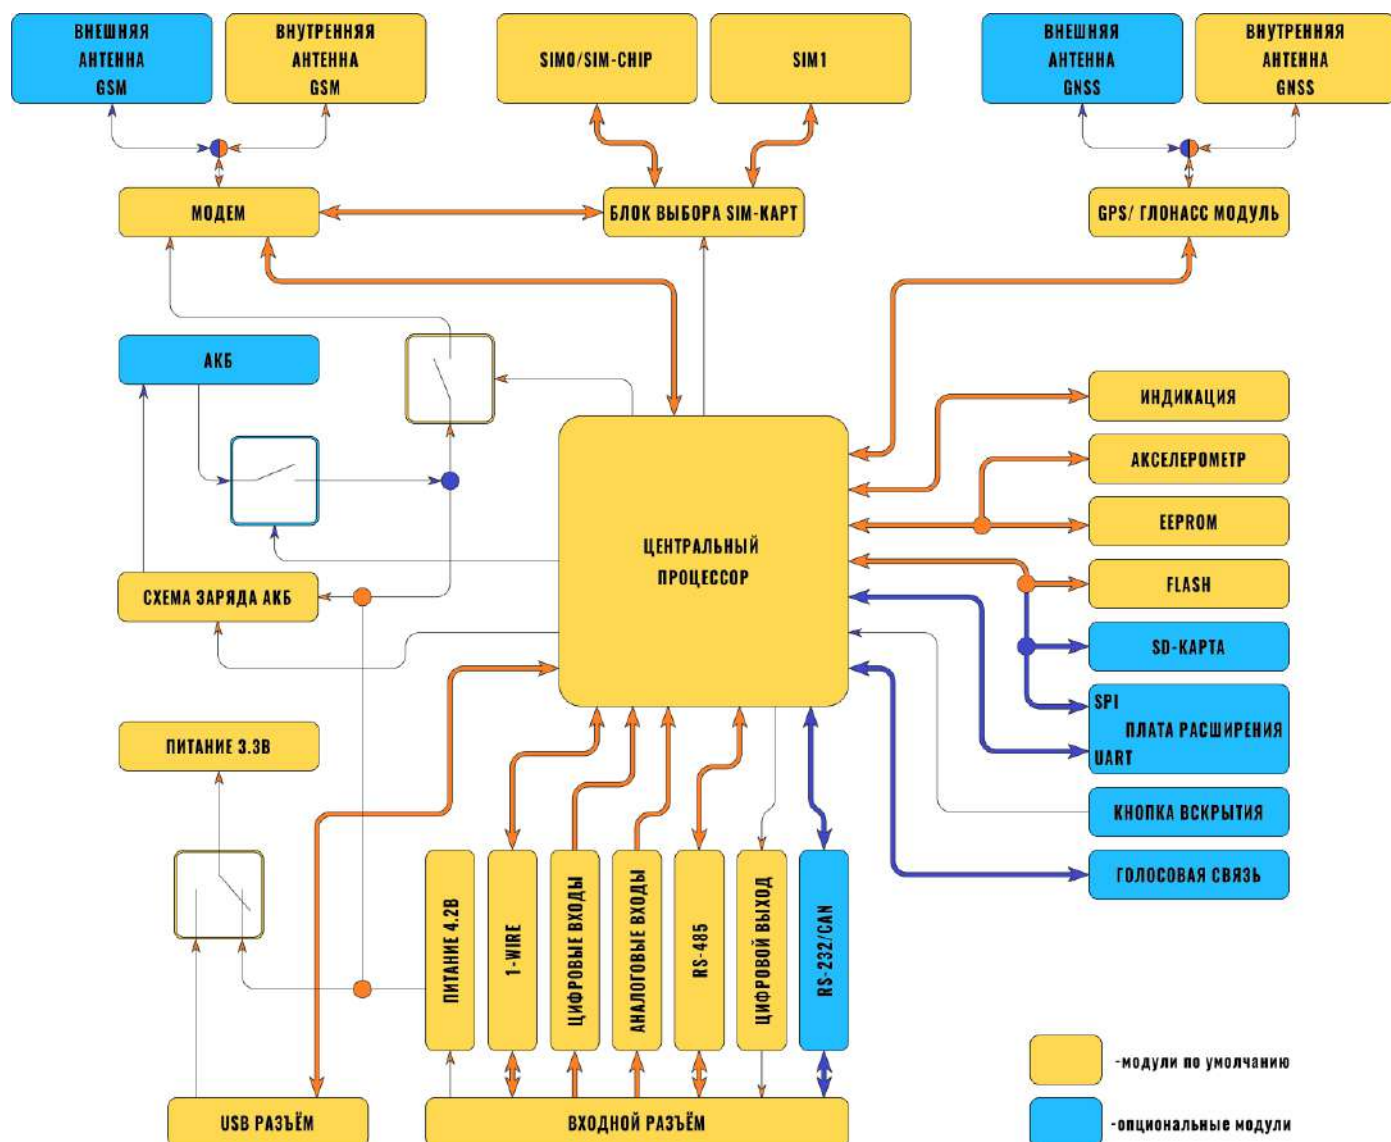 ВНЕШНЯЯ
АНТЕННА
GSM
ВНУТРЕННЯЯ
АНТЕННА
GSM
SIM0/SIM-CHIP
SIM1
ВНЕШНЯЯ
АНТЕННА
GNSS
ВНУТРЕННЯЯ
АНТЕННА
GNSS
МОДЕМ
БЛОК ВЫБОРА SIM-КАРТ
GPS/ ГЛОНАСС МОДУЛЬ
АКБ
ИНДИКАЦИЯ
АКСЕЛЕРОМЕТР
EEPROM
ЦЕНТРАЛЬНЫЙ
ПРОЦЕССОР
СХЕМА ЗАРЯДА АКБ
FLASH
SD-КАРТА
SPI
ПЛАТА РАСШИРЕНИЯ
UART
ПИТАНИЕ 3.3В
КНОПКА ВСКРЫТИЯ
ГОЛОСОВАЯ СВЯЗЬ
ПИТАНИЕ 4.2В
1-WIRE
ЦИФРОВЫЕ ВХОДЫ
АНАЛОГОВЫЕ ВХОДЫ
RS-485
ЦИФРОВОЙ ВЫХОД
RS-232/CAN
USB РАЗЪЁМ
ВХОДНОЙ РАЗЪЁМ
-модули по умолчанию
-опциональные модули